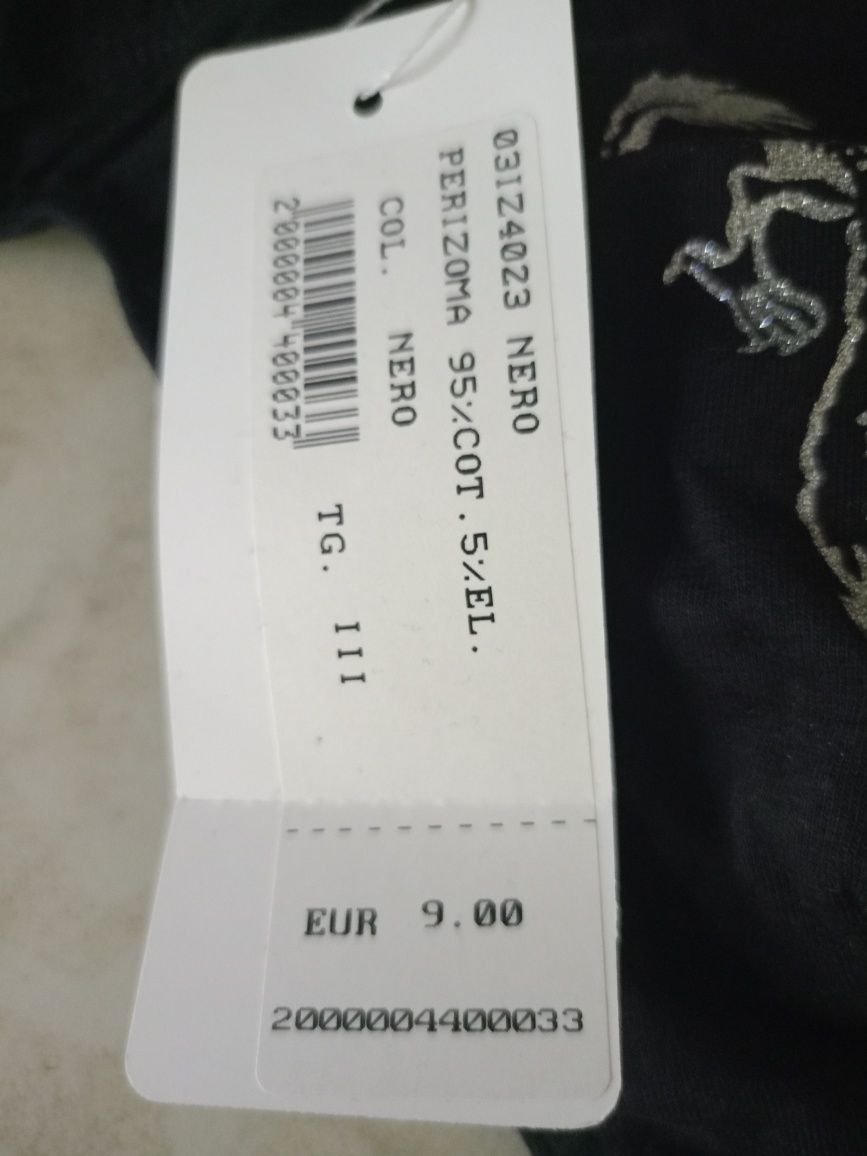 03IZ4023 NERO
PERIZOMA 95%COT.5%EL.
COL. NERO
TG. III
2000004400033
EUR 9.00
2000004400033